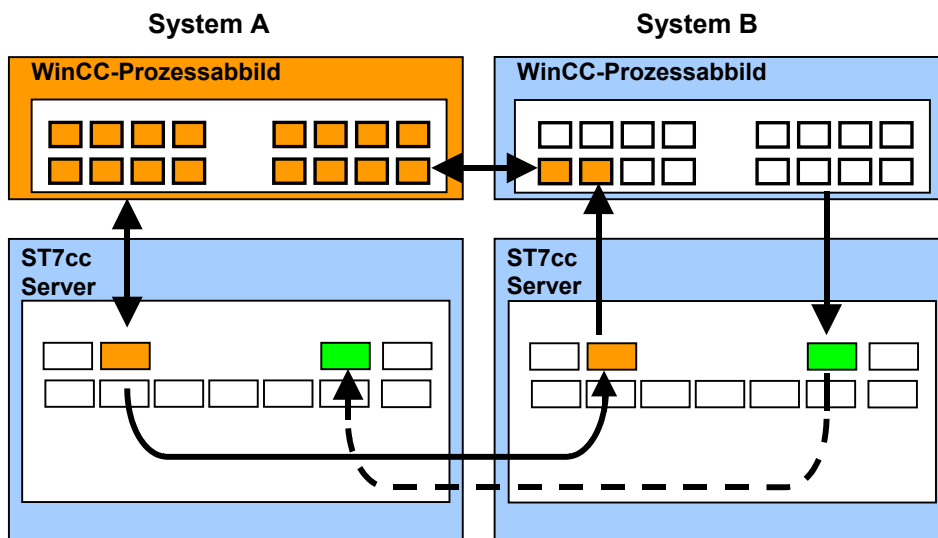 System A
System B
WinCC-Prozessabbild
WinCC-Prozessabbild
ST7cc
Server
ST7cc
Server